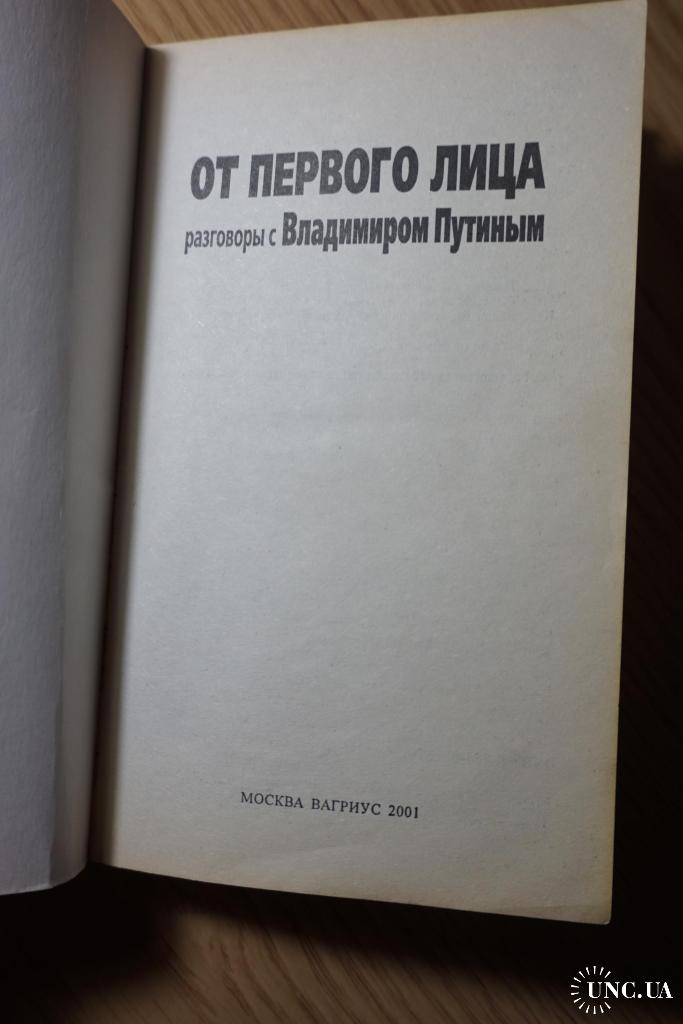 ОТ ПЕРВОГО ЛИЦА
разговоры с Владимиром Путиным
МОСКВА ВАГРИУС 2001
UNC.UA